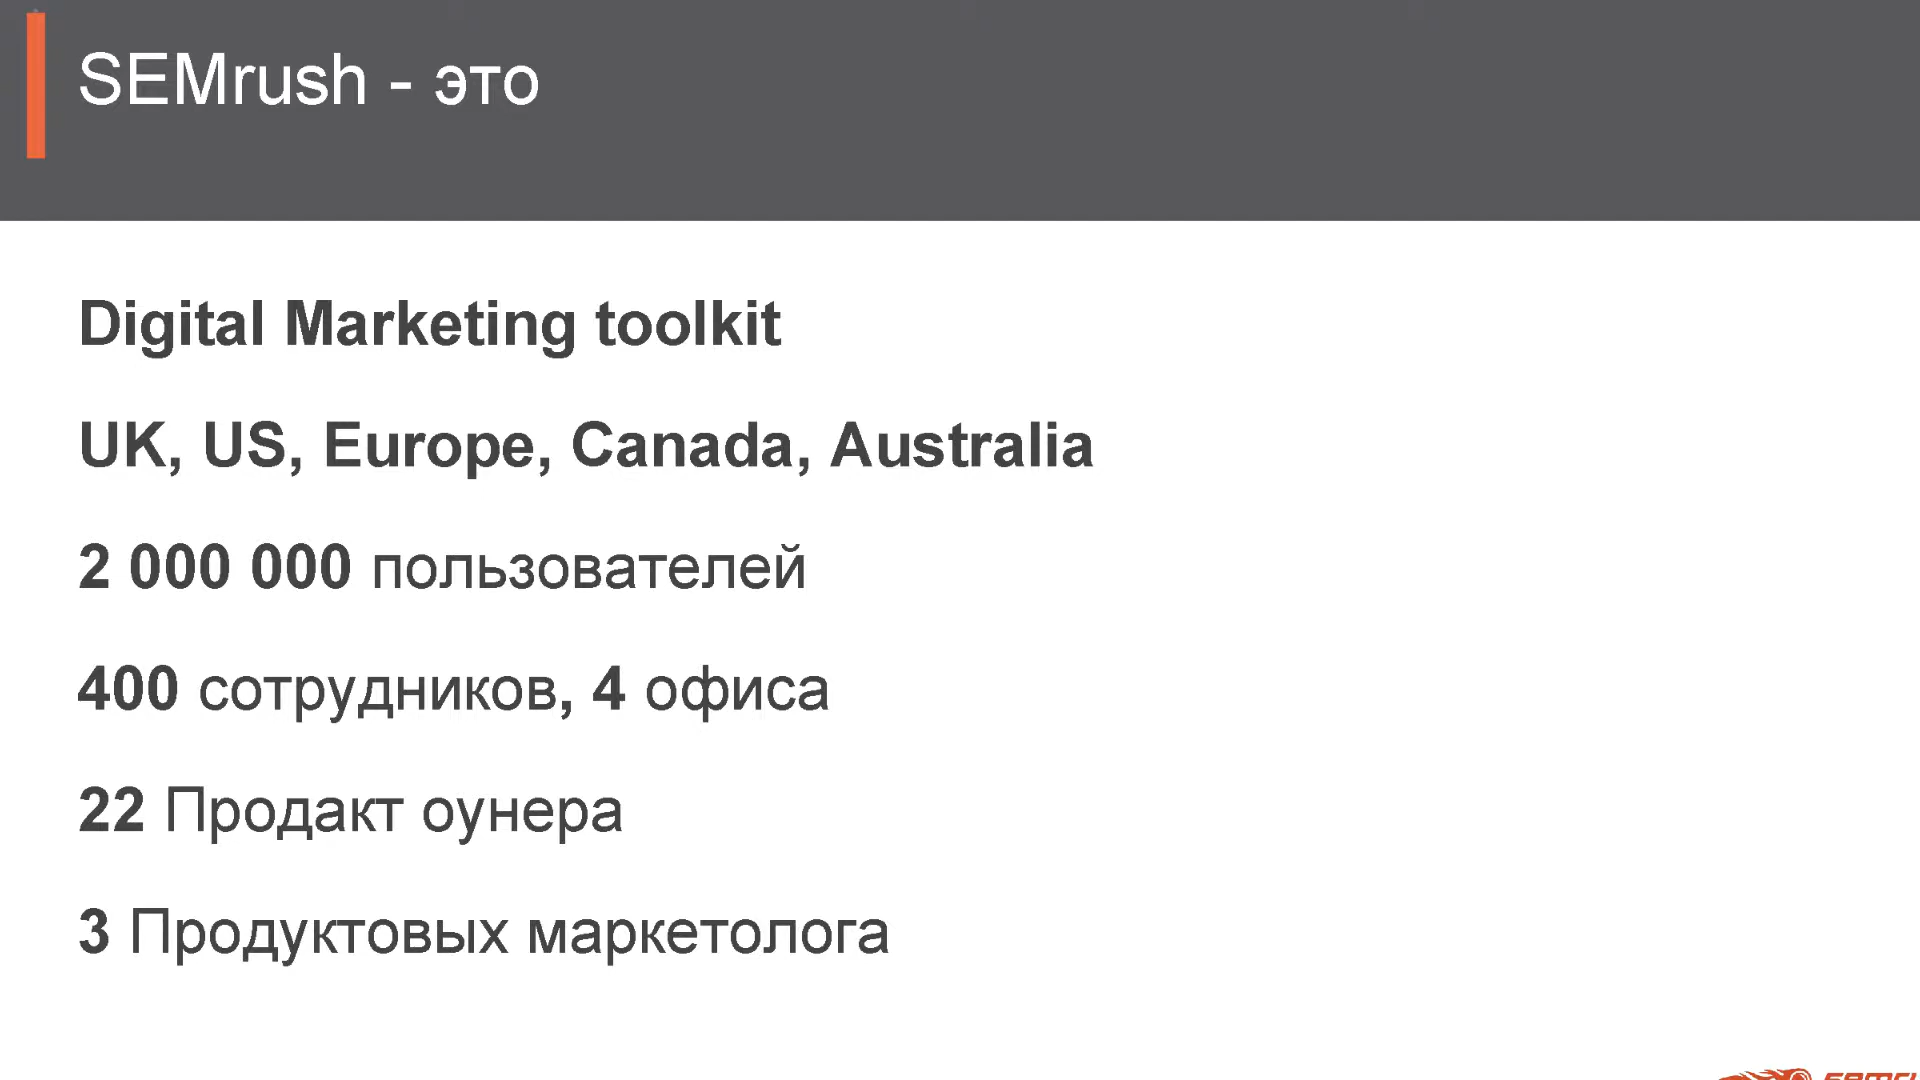 SEMrush - это
Digital Marketing toolkit
UK, US, Europe, Canada, Australia
2 000 000 пользователей
400 сотрудников, 4 офиса
22 Продакт оунера
3 Продуктовых маркетолога